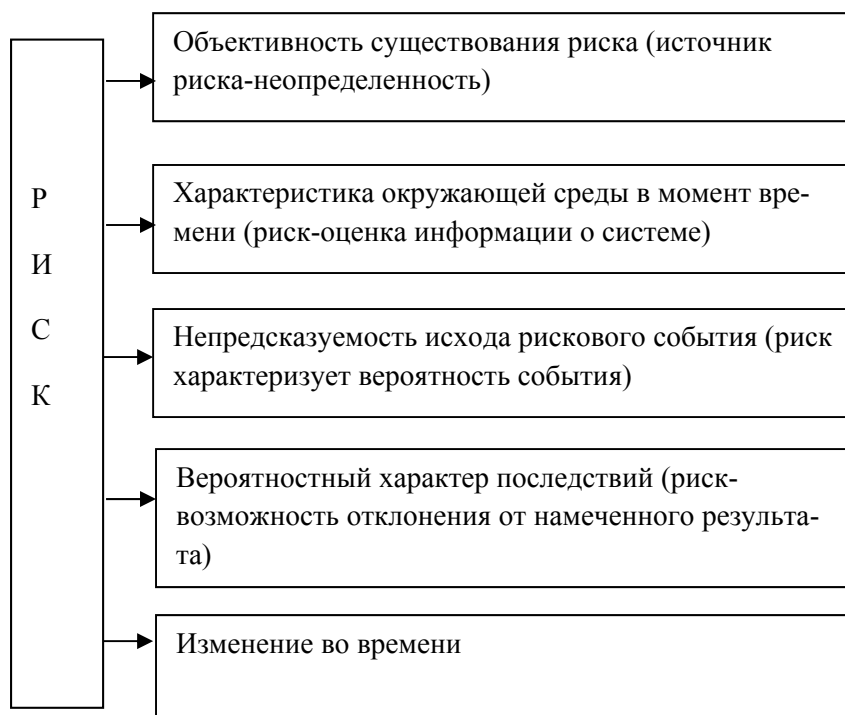 Объективность существования риска (источник
риска-неопределенность)
Р
И
С
К
Характеристика окружающей среды в момент вре-
мени (риск-оценка информации о системе)
Непредсказуемость исхода рискового события (риск
характеризует вероятность события)
Вероятностный характер последствий (риск-
возможность отклонения от намеченного результа-
та)
Изменение во времени